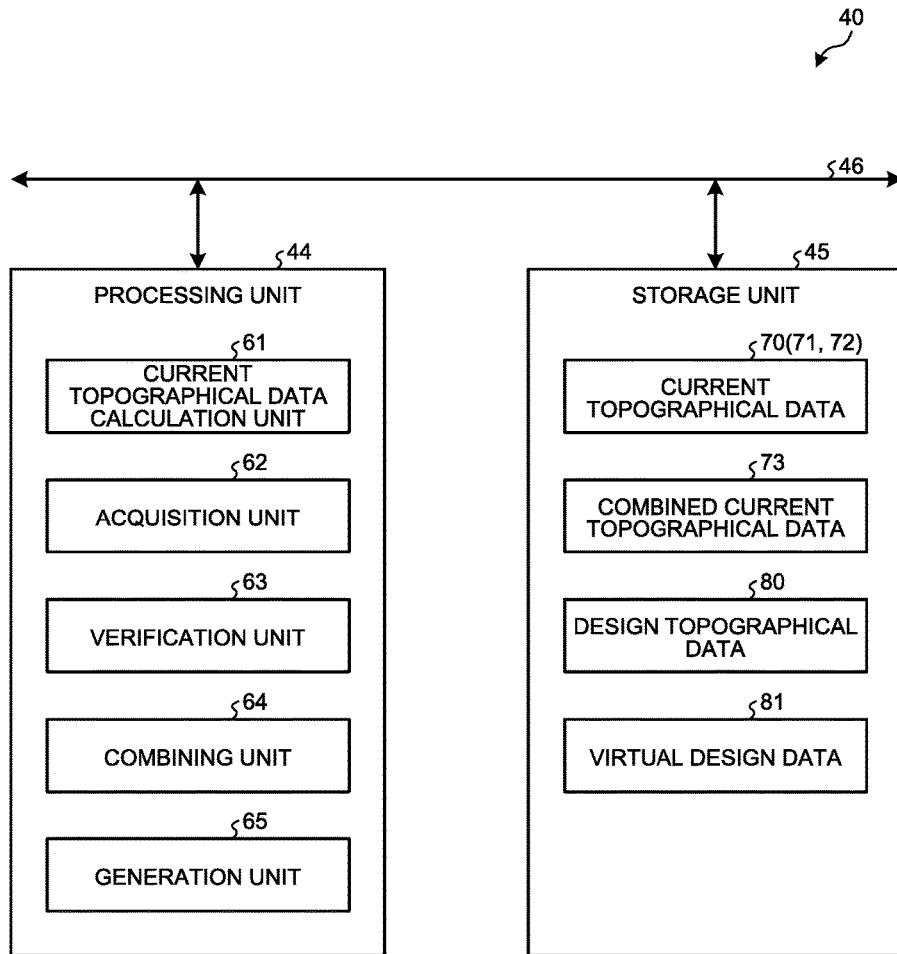 40
46
44
PROCESSING UNIT
61
CURRENT
TOPOGRAPHICAL DATA
CALCULATION UNIT
62
ACQUISITION UNIT
63
VERIFICATION UNIT
64
COMBINING UNIT
65
GENERATION UNIT
45
STORAGE UNIT
70(71, 72)
CURRENT
TOPOGRAPHICAL DATA
73
COMBINED CURRENT
TOPOGRAPHICAL DATA
80
DESIGN TOPOGRAPHICAL
DATA
81
VIRTUAL DESIGN DATA